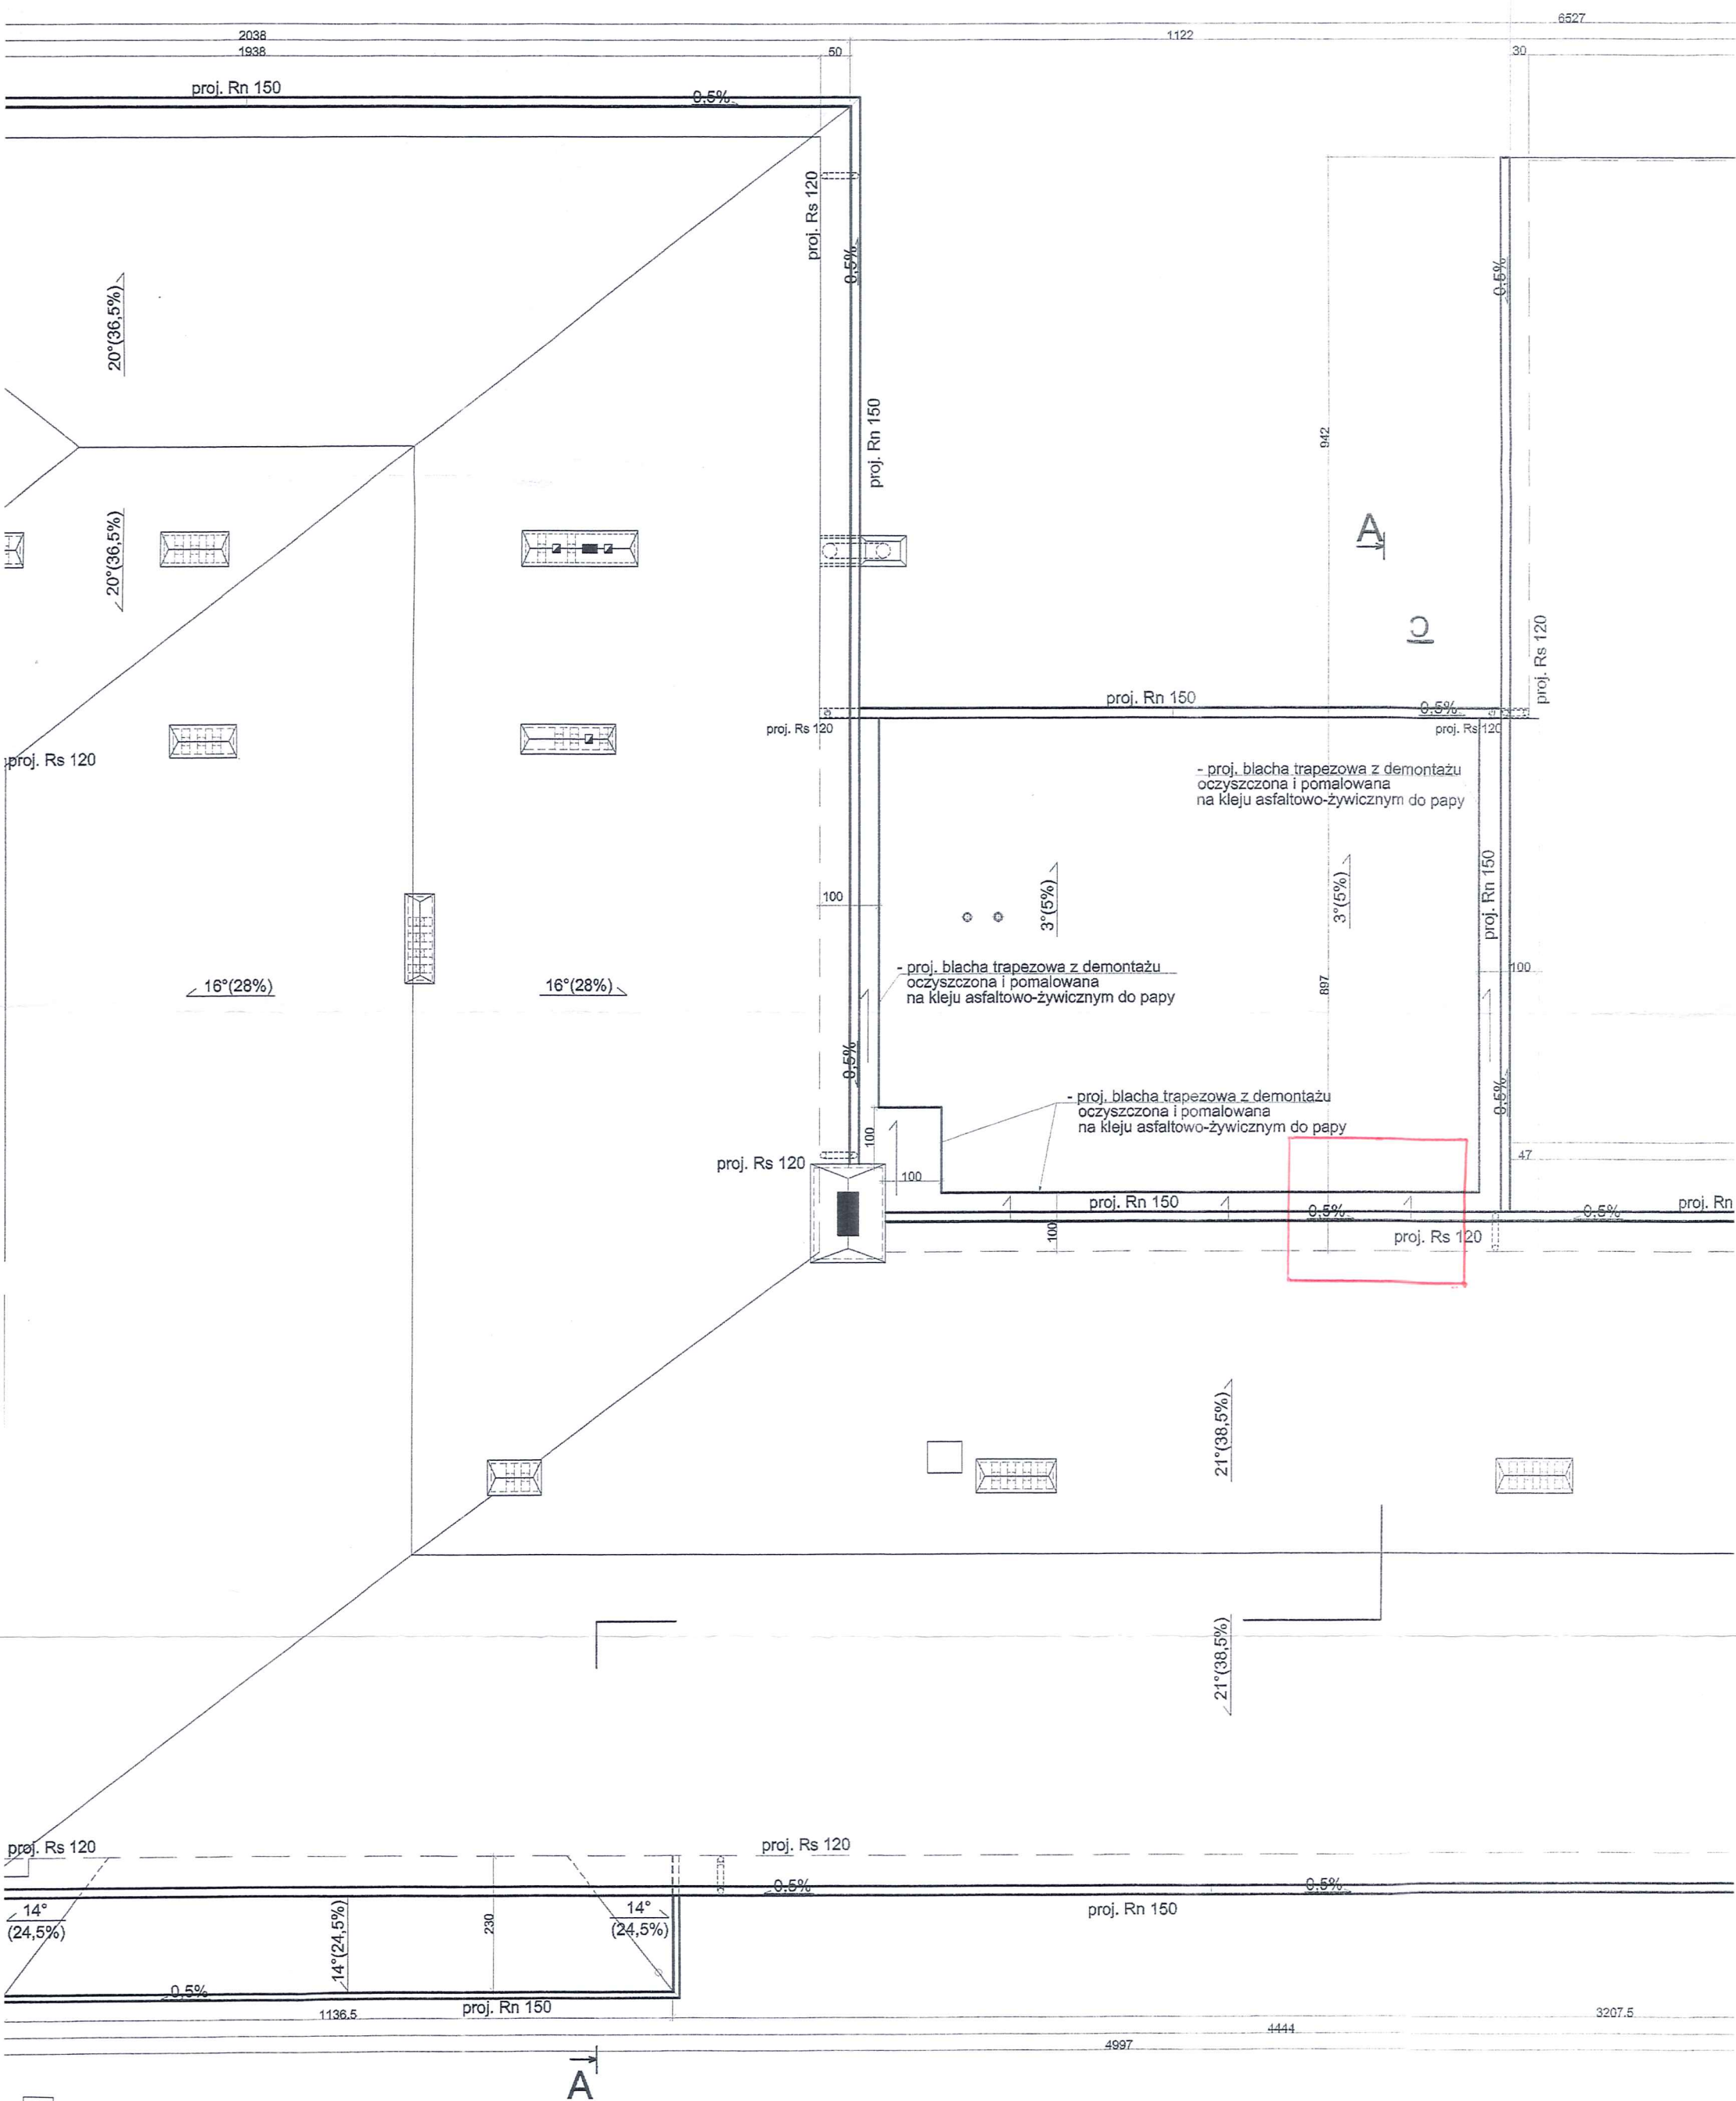 6527
2038
1122
1938
50
30
proj. Rn 150
0,5%
proj. Rs 120
0,5%
0,5%
20°(36,5%)
proj. Rn 150
942
A
20°(36,5%)
C
proj. Rs 120
proj. Rn 150
0,5%
proj. Rs 120
proj. Rs 120
proj. Rs 120
- proj. blacha trapezowa z demontażu
oczyszczona i pomalowana
na kleju asfaltowo-żywicznym do papy
100
3°(5%)
3°(5%)
proj. Rn 150
- proj. blacha trapezowa z demontażu
oczyszczona i pomalowana
na kleju asfaltowo-żywicznym do papy
100
16°(28%)
16°(28%)
897
0,5%
0,5%
- proj. blacha trapezowa z demontażu
oczyszczona i pomalowana
na kleju asfaltowo-żywicznym do papy
100
47
proj. Rs 120
100
proj. Rn 150
0,5%
0,5%
proj. Rn
100
proj. Rs 120
21°(38,5%)
21°(38,5%)
proj. Rs 120
proj. Rs 120
0,5%
0,5%
proj. Rn 150
14°
(24,5%)
14°(24,5%)
230
14°
(24,5%)
0,5%
1136.5
proj. Rn 150
3207.5
4444
4997
A